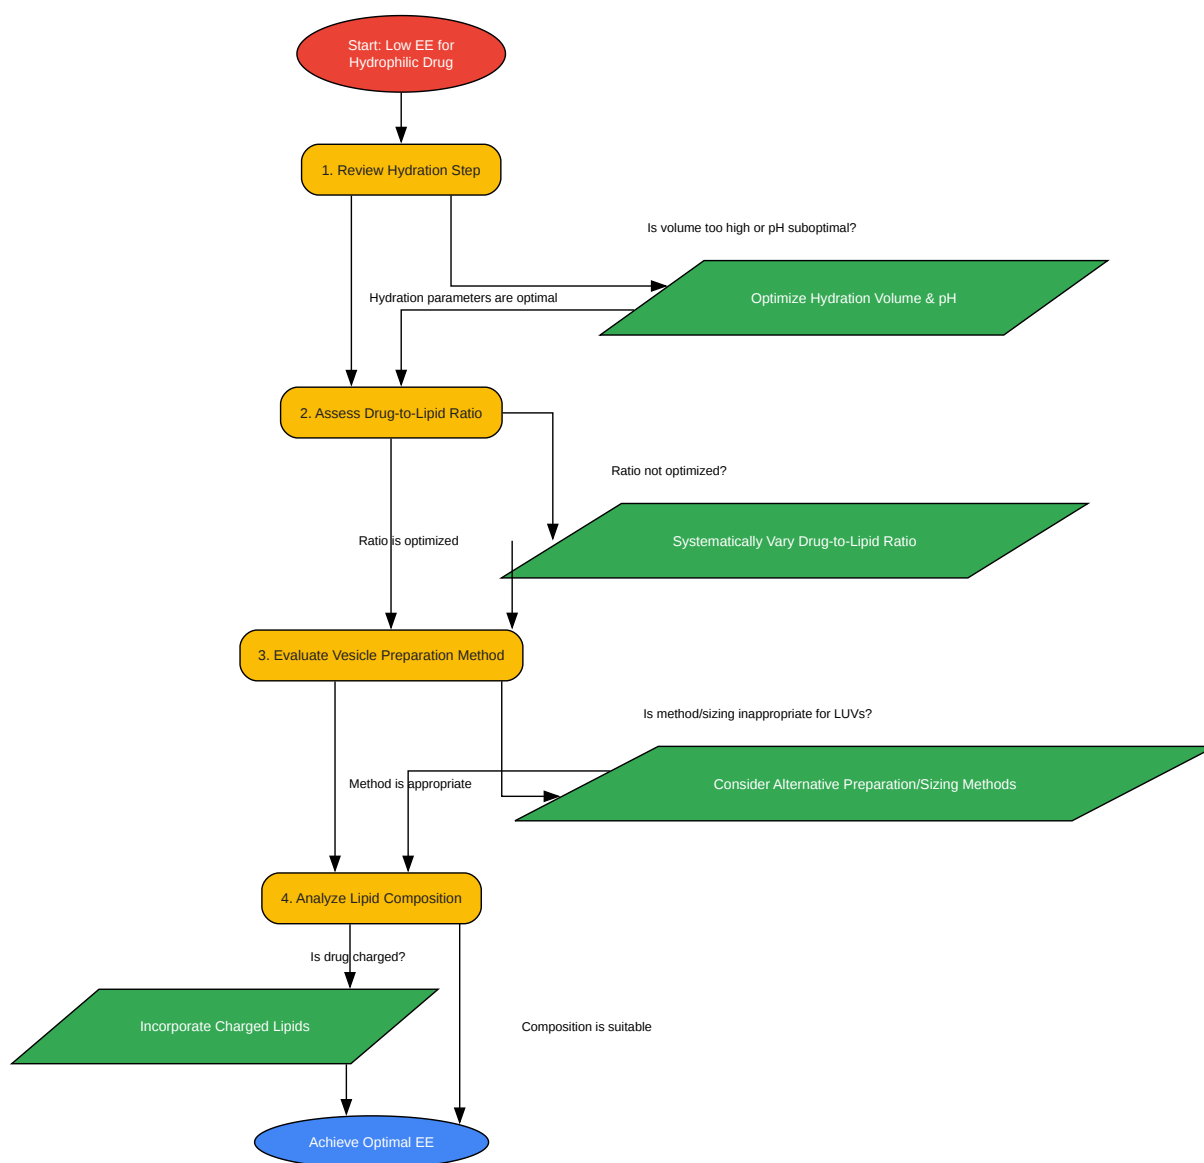 Start: Low EE for
Hydrophilic Drug
1. Review Hydration Step
Is volume too high or pH suboptimal?
Optimize Hydration Volume & pH
Hydration parameters are optimal
2. Assess Drug-to-Lipid Ratio
Ratio not optimized?
Systematically Vary Drug-to-Lipid Ratio
Ratio is optimized
3. Evaluate Vesicle Preparation Method
Is method/sizing inappropriate for LUVs?
Consider Alternative Preparation/Sizing Methods
Method is appropriate
4. Analyze Lipid Composition
Is drug charged?
Incorporate Charged Lipids
Composition is suitable
Achieve Optimal EE